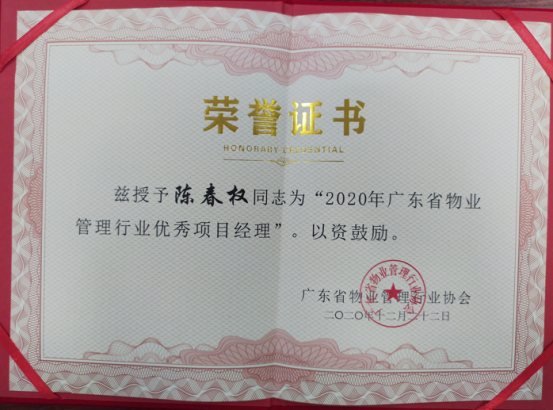 荣誉证书
HONORARY CREDENTIAL
兹授予陈春权同志为“2020年广东省物业
管理行业优秀项目经理”。以资鼓励。
广东省物业管理行业协会
二〇二〇年十二月二十二日